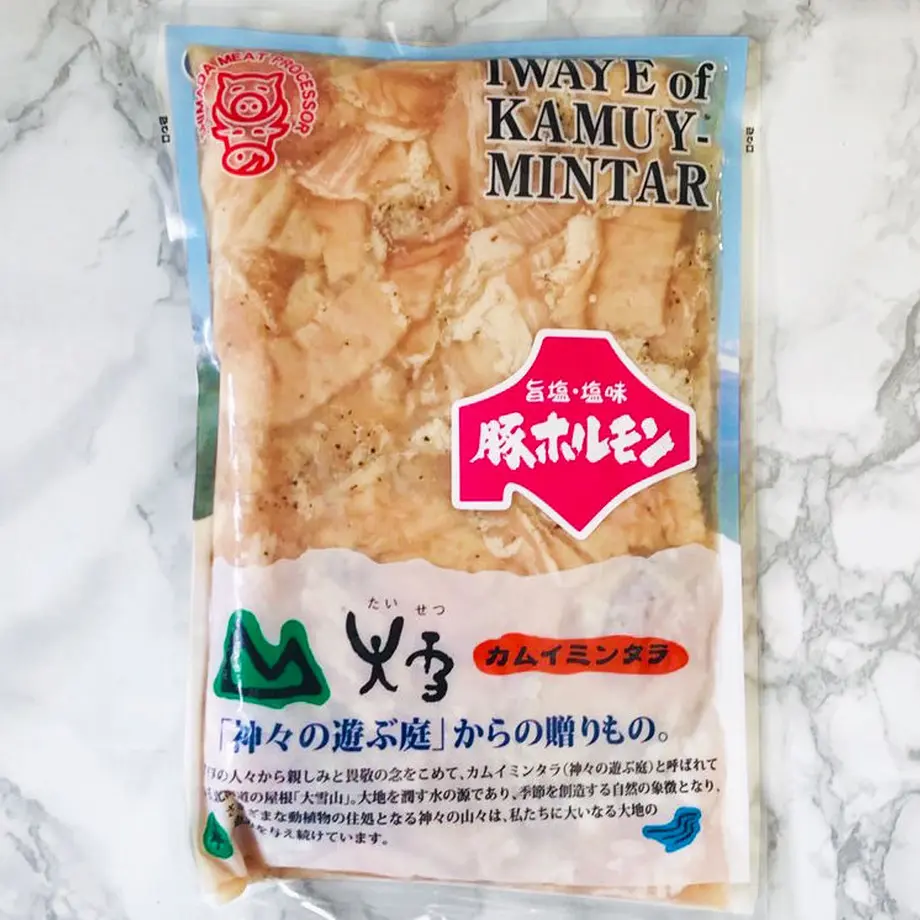 SHIMADA MEAT PROCESSOR
IWAY E of
KAMUY-
MINTAR
旨塩・塩味
豚ホルモン
たい せつ
大雪
カムイミンタラ
「神々の遊ぶ庭」からの贈りもの。
の人々から親しみと畏敬の念をこめて、カムイミンタラ(神々の遊ぶ庭)と呼ばれて
道の屋根「大雪山」。大地を潤す水の源であり、季節を創造する自然の象徴となり、
ざまな動植物の住処となる神々の山々は、私たちに大いなる大地の
を与え続けています。